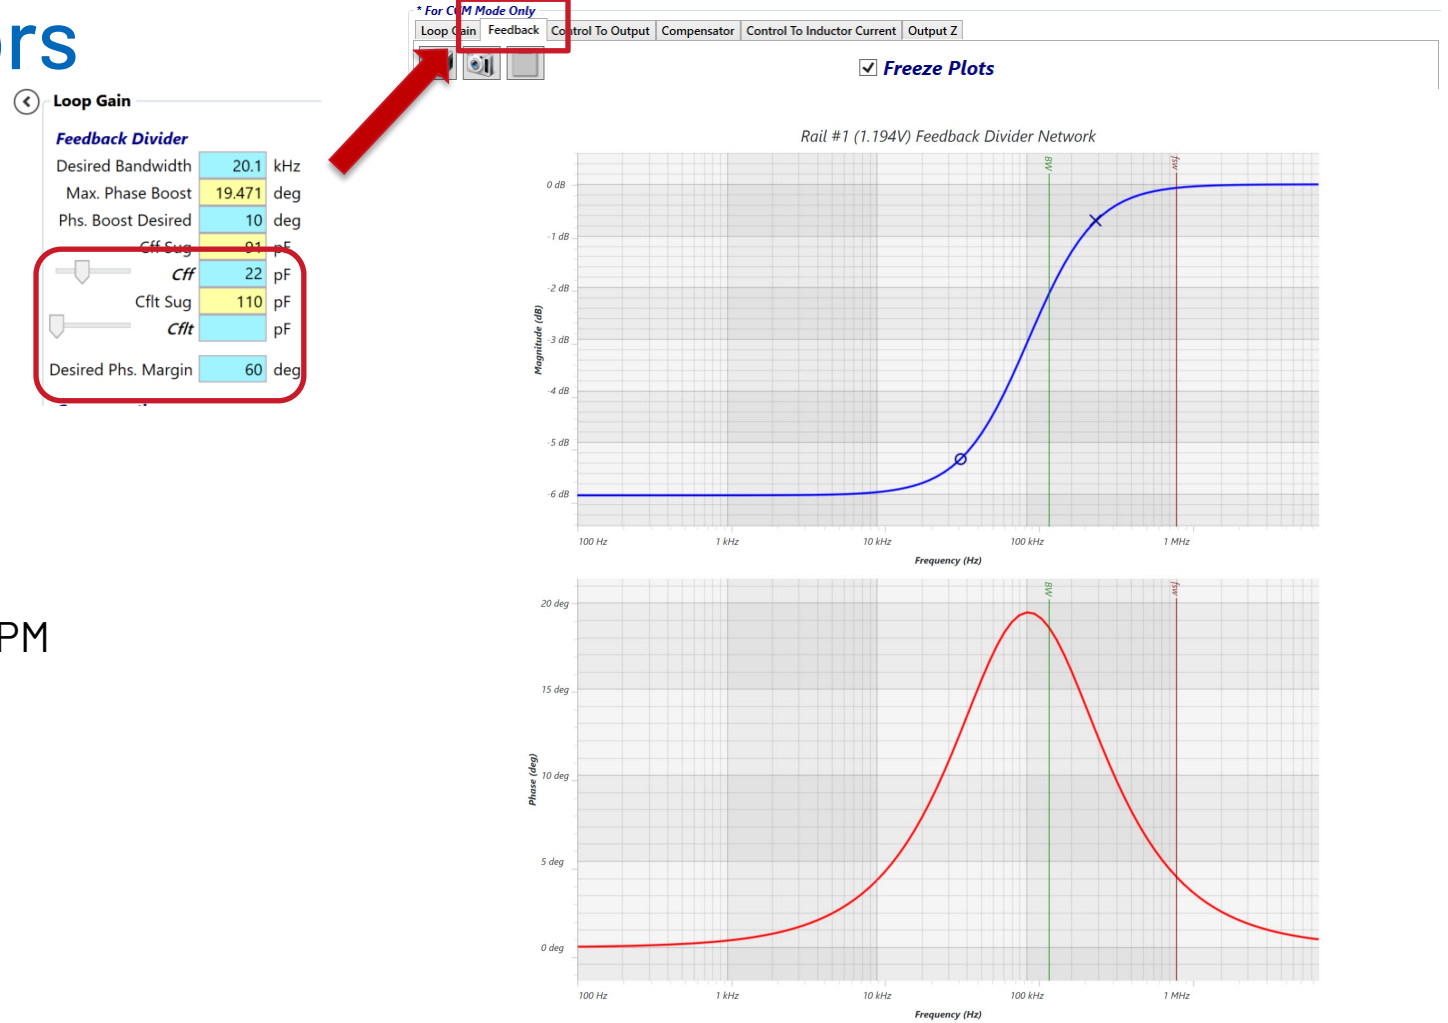 rs
* For CCM Mode Only
Loop Gain Feedback Control To Output Compensator Control To Inductor Current Output Z
Freeze Plots
Loop Gain
Feedback Divider
Desired Bandwidth 20.1 kHz
Max. Phase Boost 19.471 deg
Phs. Boost Desired 10 deg
Cff Sug 91 pF
Cff 22 pF
Cflt Sug 110 pF
Cflt pF
Desired Phs. Margin 60 deg
PM
Rail #1 (1.194V) Feedback Divider Network
BW
fsw
0 dB
-1 dB
-2 dB
-3 dB
-4 dB
-5 dB
-6 dB
Magnitude (dB)
100 Hz 1 kHz 10 kHz 100 kHz 1 MHz
Frequency (Hz)
BW
fsw
20 deg
15 deg
10 deg
5 deg
0 deg
Phase (deg)
100 Hz 1 kHz 10 kHz 100 kHz 1 MHz
Frequency (Hz)